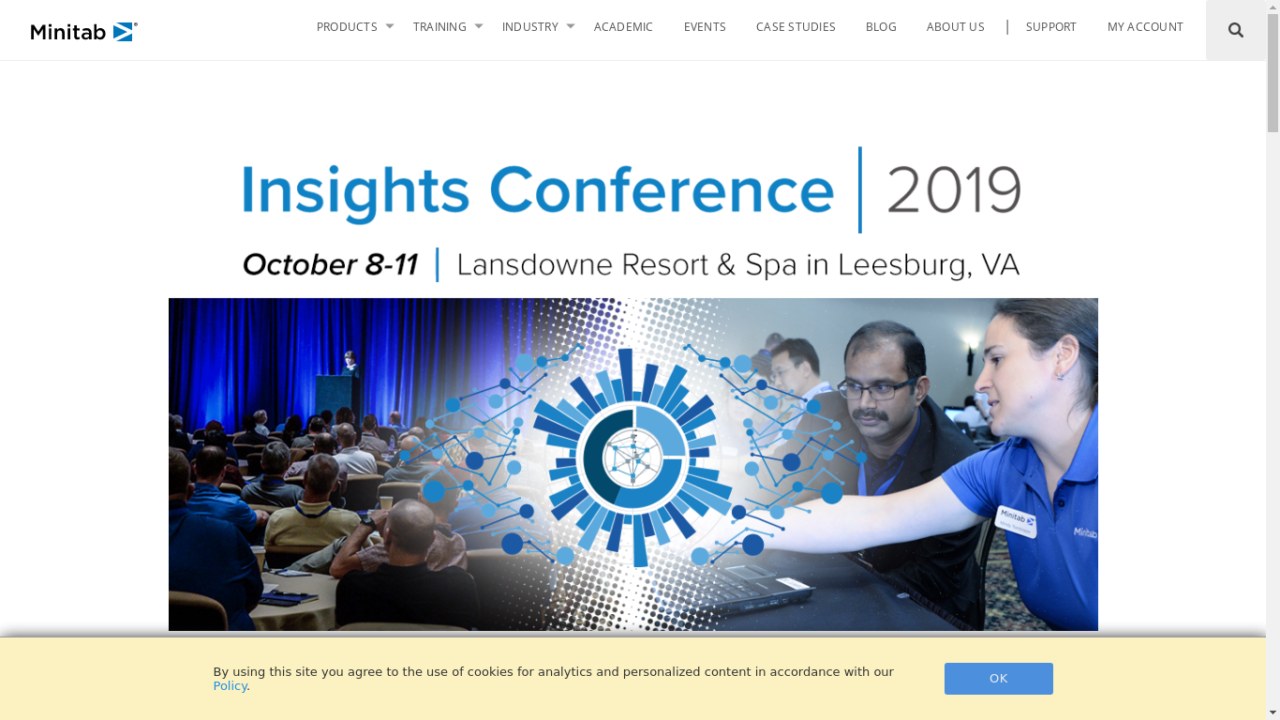 Minitab
PRODUCTS TRAINING INDUSTRY ACADEMIC EVENTS CASE STUDIES BLOG ABOUT US | SUPPORT MY ACCOUNT
Insights Conference | 2019
October 8-11 | Lansdowne Resort & Spa in Leesburg, VA
Minitab
Minitab
By using this site you agree to the use of cookies for analytics and personalized content in accordance with our
Policy.
OK